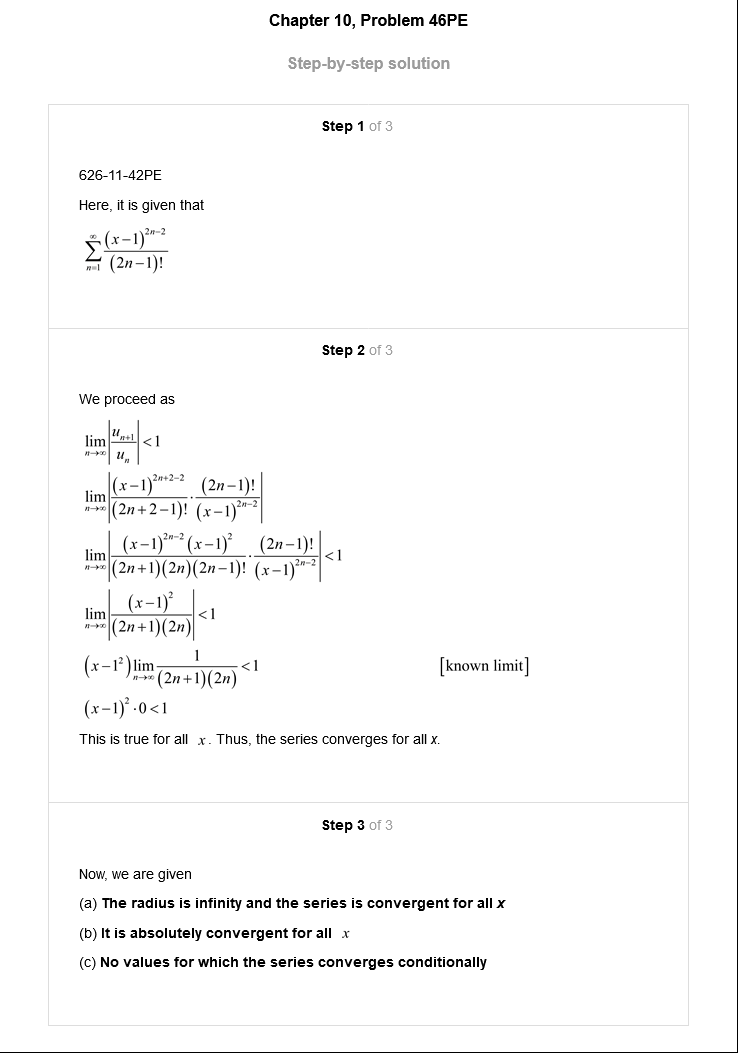 Chapter 10, Problem 46PE
Step-by-step solution
Step 1 of 3
626-11-42PE
Here, it is given that
$\sum_{n=1}^{\infty} \frac{(x-1)^{2n-2}}{(2n-1)!}$
Step 2 of 3
We proceed as
$\lim_{n\to\infty} \left| \frac{u_{n+1}}{u_n} \right| < 1$
$\lim_{n\to\infty} \left| \frac{(x-1)^{2n+2-2}}{(2n+2-1)!} \cdot \frac{(2n-1)!}{(x-1)^{2n-2}} \right|$
$\lim_{n\to\infty} \left| \frac{(x-1)^{2n-2}(x-1)^2}{(2n+1)(2n)(2n-1)!} \cdot \frac{(2n-1)!}{(x-1)^{2n-2}} \right| < 1$
$\lim_{n\to\infty} \left| \frac{(x-1)^2}{(2n+1)(2n)} \right| < 1$
$(x-1^2) \lim_{n\to\infty} \frac{1}{(2n+1)(2n)} < 1$ [known limit]
$(x-1)^2 \cdot 0 < 1$
This is true for all x. Thus, the series converges for all x.
Step 3 of 3
Now, we are given
(a) The radius is infinity and the series is convergent for all x
(b) It is absolutely convergent for all x
(c) No values for which the series converges conditionally